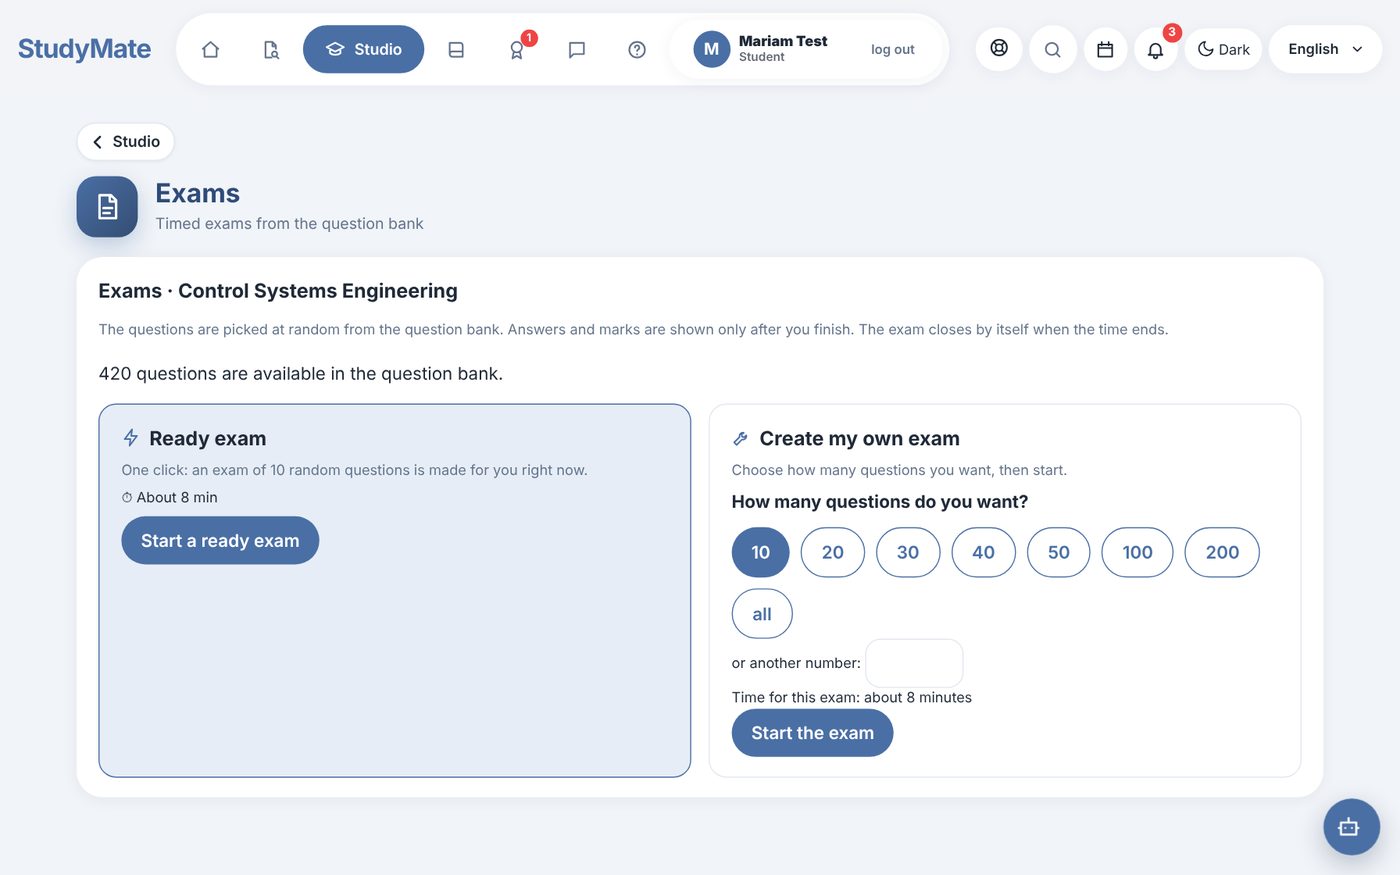 StudyMate
Studio
1
M
Mariam Test
Student
log out
3
Dark
English
Studio
Exams
Timed exams from the question bank
Exams · Control Systems Engineering
The questions are picked at random from the question bank. Answers and marks are shown only after you finish. The exam closes by itself when the time ends.
420 questions are available in the question bank.
Ready exam
One click: an exam of 10 random questions is made for you right now.
⏱ About 8 min
Start a ready exam
Create my own exam
Choose how many questions you want, then start.
How many questions do you want?
10 20 30 40 50 100 200
all
or another number:
Time for this exam: about 8 minutes
Start the exam